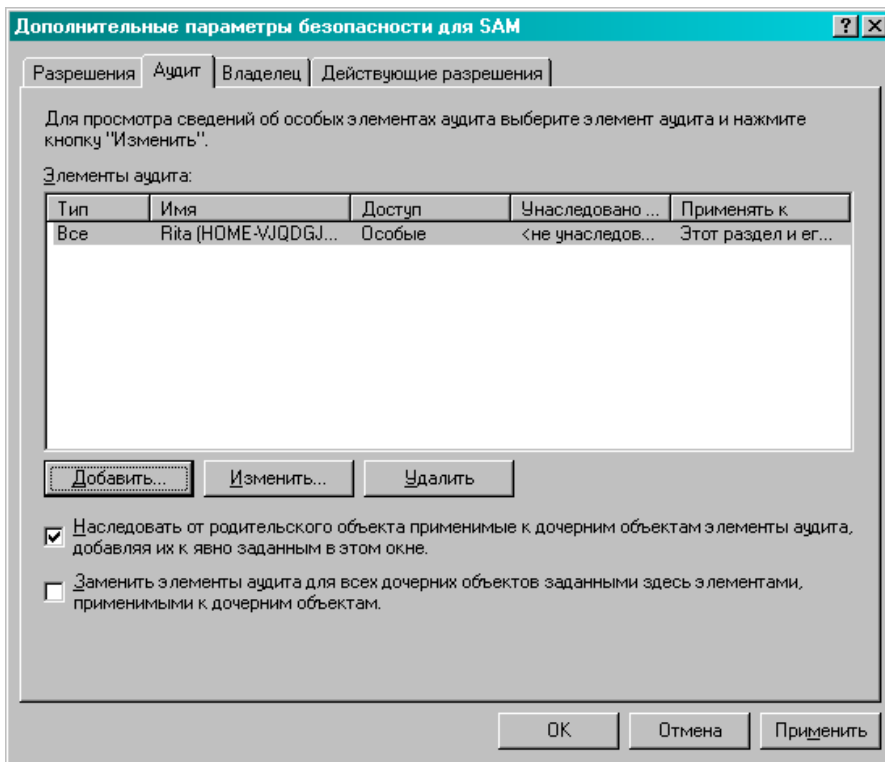 Дополнительные параметры безопасности для SAM
Разрешения Аудит Владелец Действующие разрешения
Для просмотра сведений об особых элементах аудита выберите элемент аудита и нажмите
кнопку "Изменить".
Элементы аудита:
Тип Имя Доступ Унаследовано ... Применять к
Все Rita (HOME-VJQDGJ... Особые <не унаследов... Этот раздел и ег...
Добавить... Изменить... Удалить
Наследовать от родительского объекта применимые к дочерним объектам элементы аудита,
добавляя их к явно заданным в этом окне.
Заменить элементы аудита для всех дочерних объектов заданными здесь элементами,
применимыми к дочерним объектам.
OK Отмена Применить